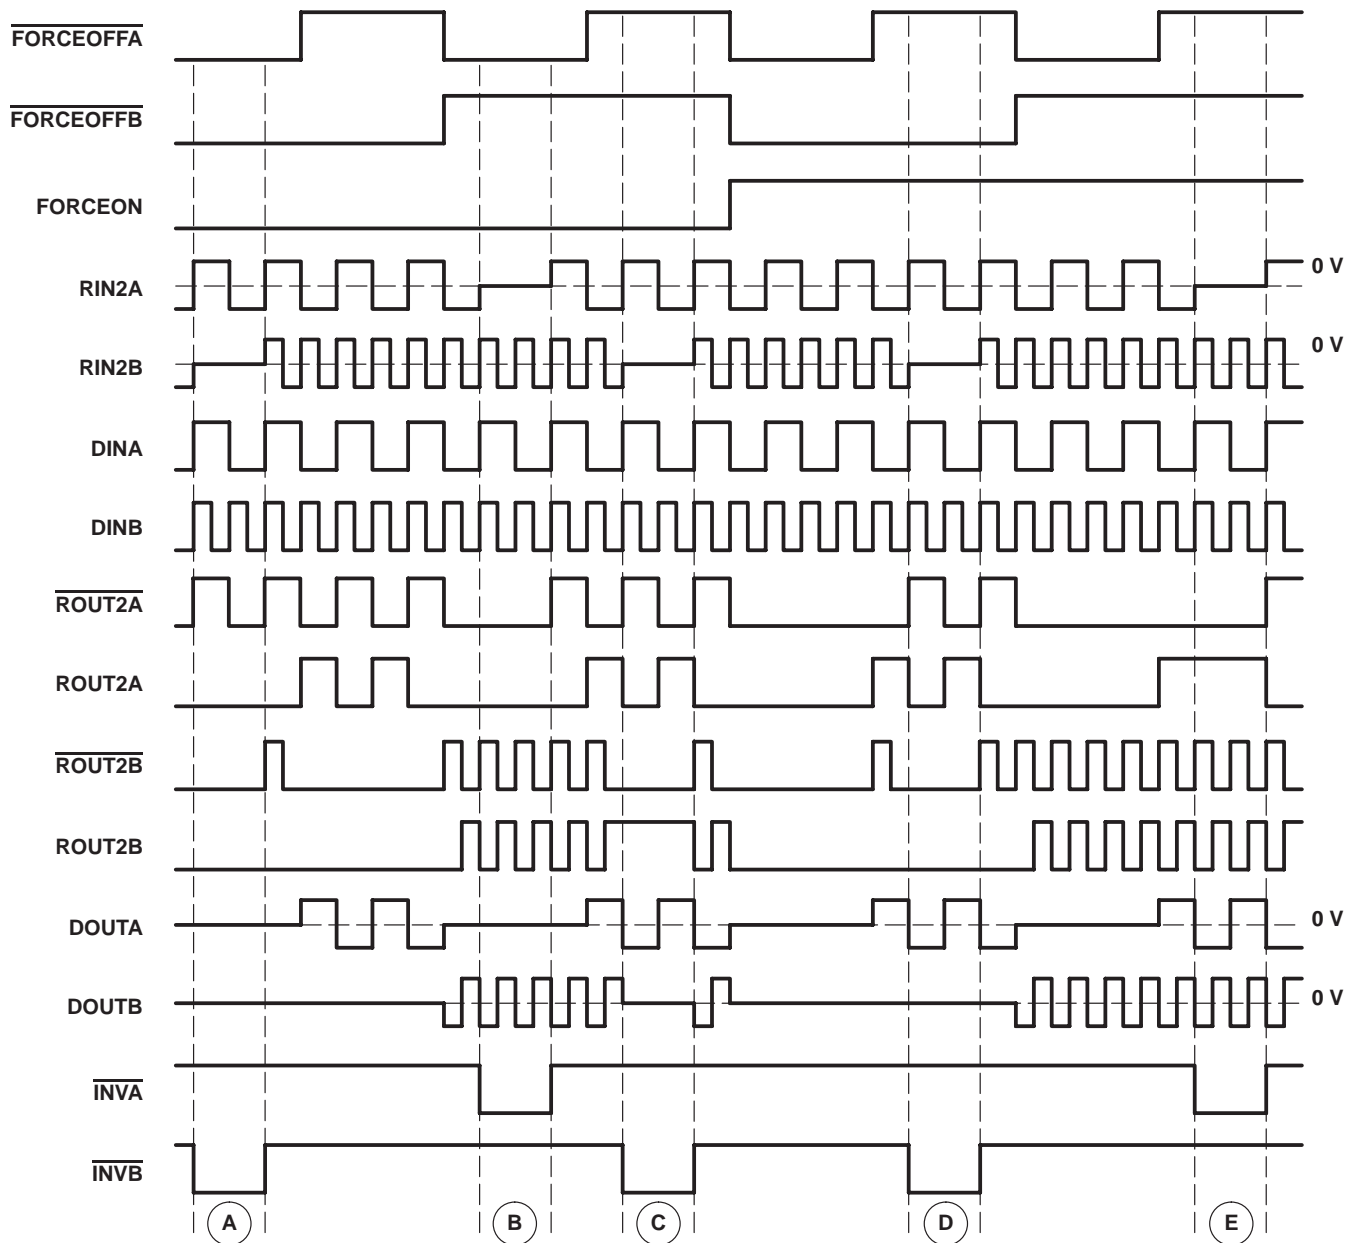 FORCEOFFA
FORCEOFFB
FORCEON
RIN2A
0 V
RIN2B
0 V
DINA
DINB
ROUT2A
ROUT2A
ROUT2B
ROUT2B
DOUTA
0 V
DOUTB
0 V
INVA
INVB
A
B
C
D
E